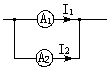 A₁ I₁
A₂ I₂